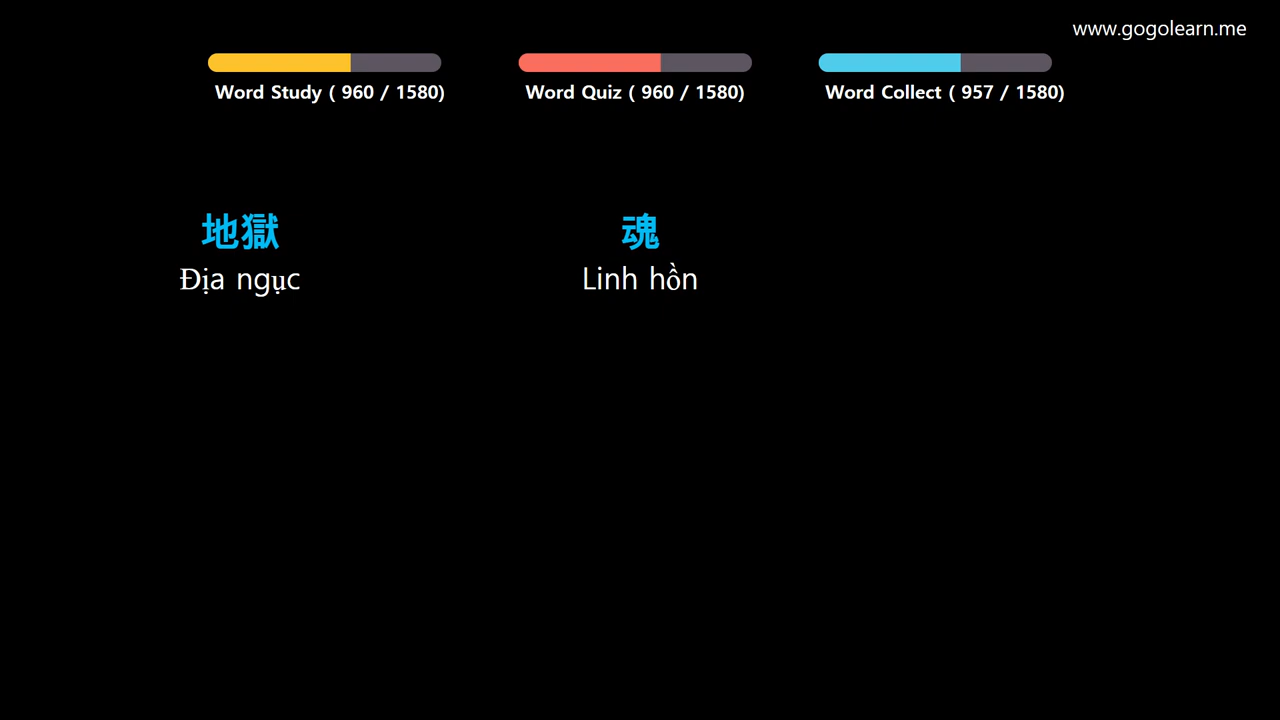 www.gogolearn.me
Word Study ( 960 / 1580)
Word Quiz ( 960 / 1580)
Word Collect ( 957 / 1580)
地獄
Địa ngục
魂
Linh hồn